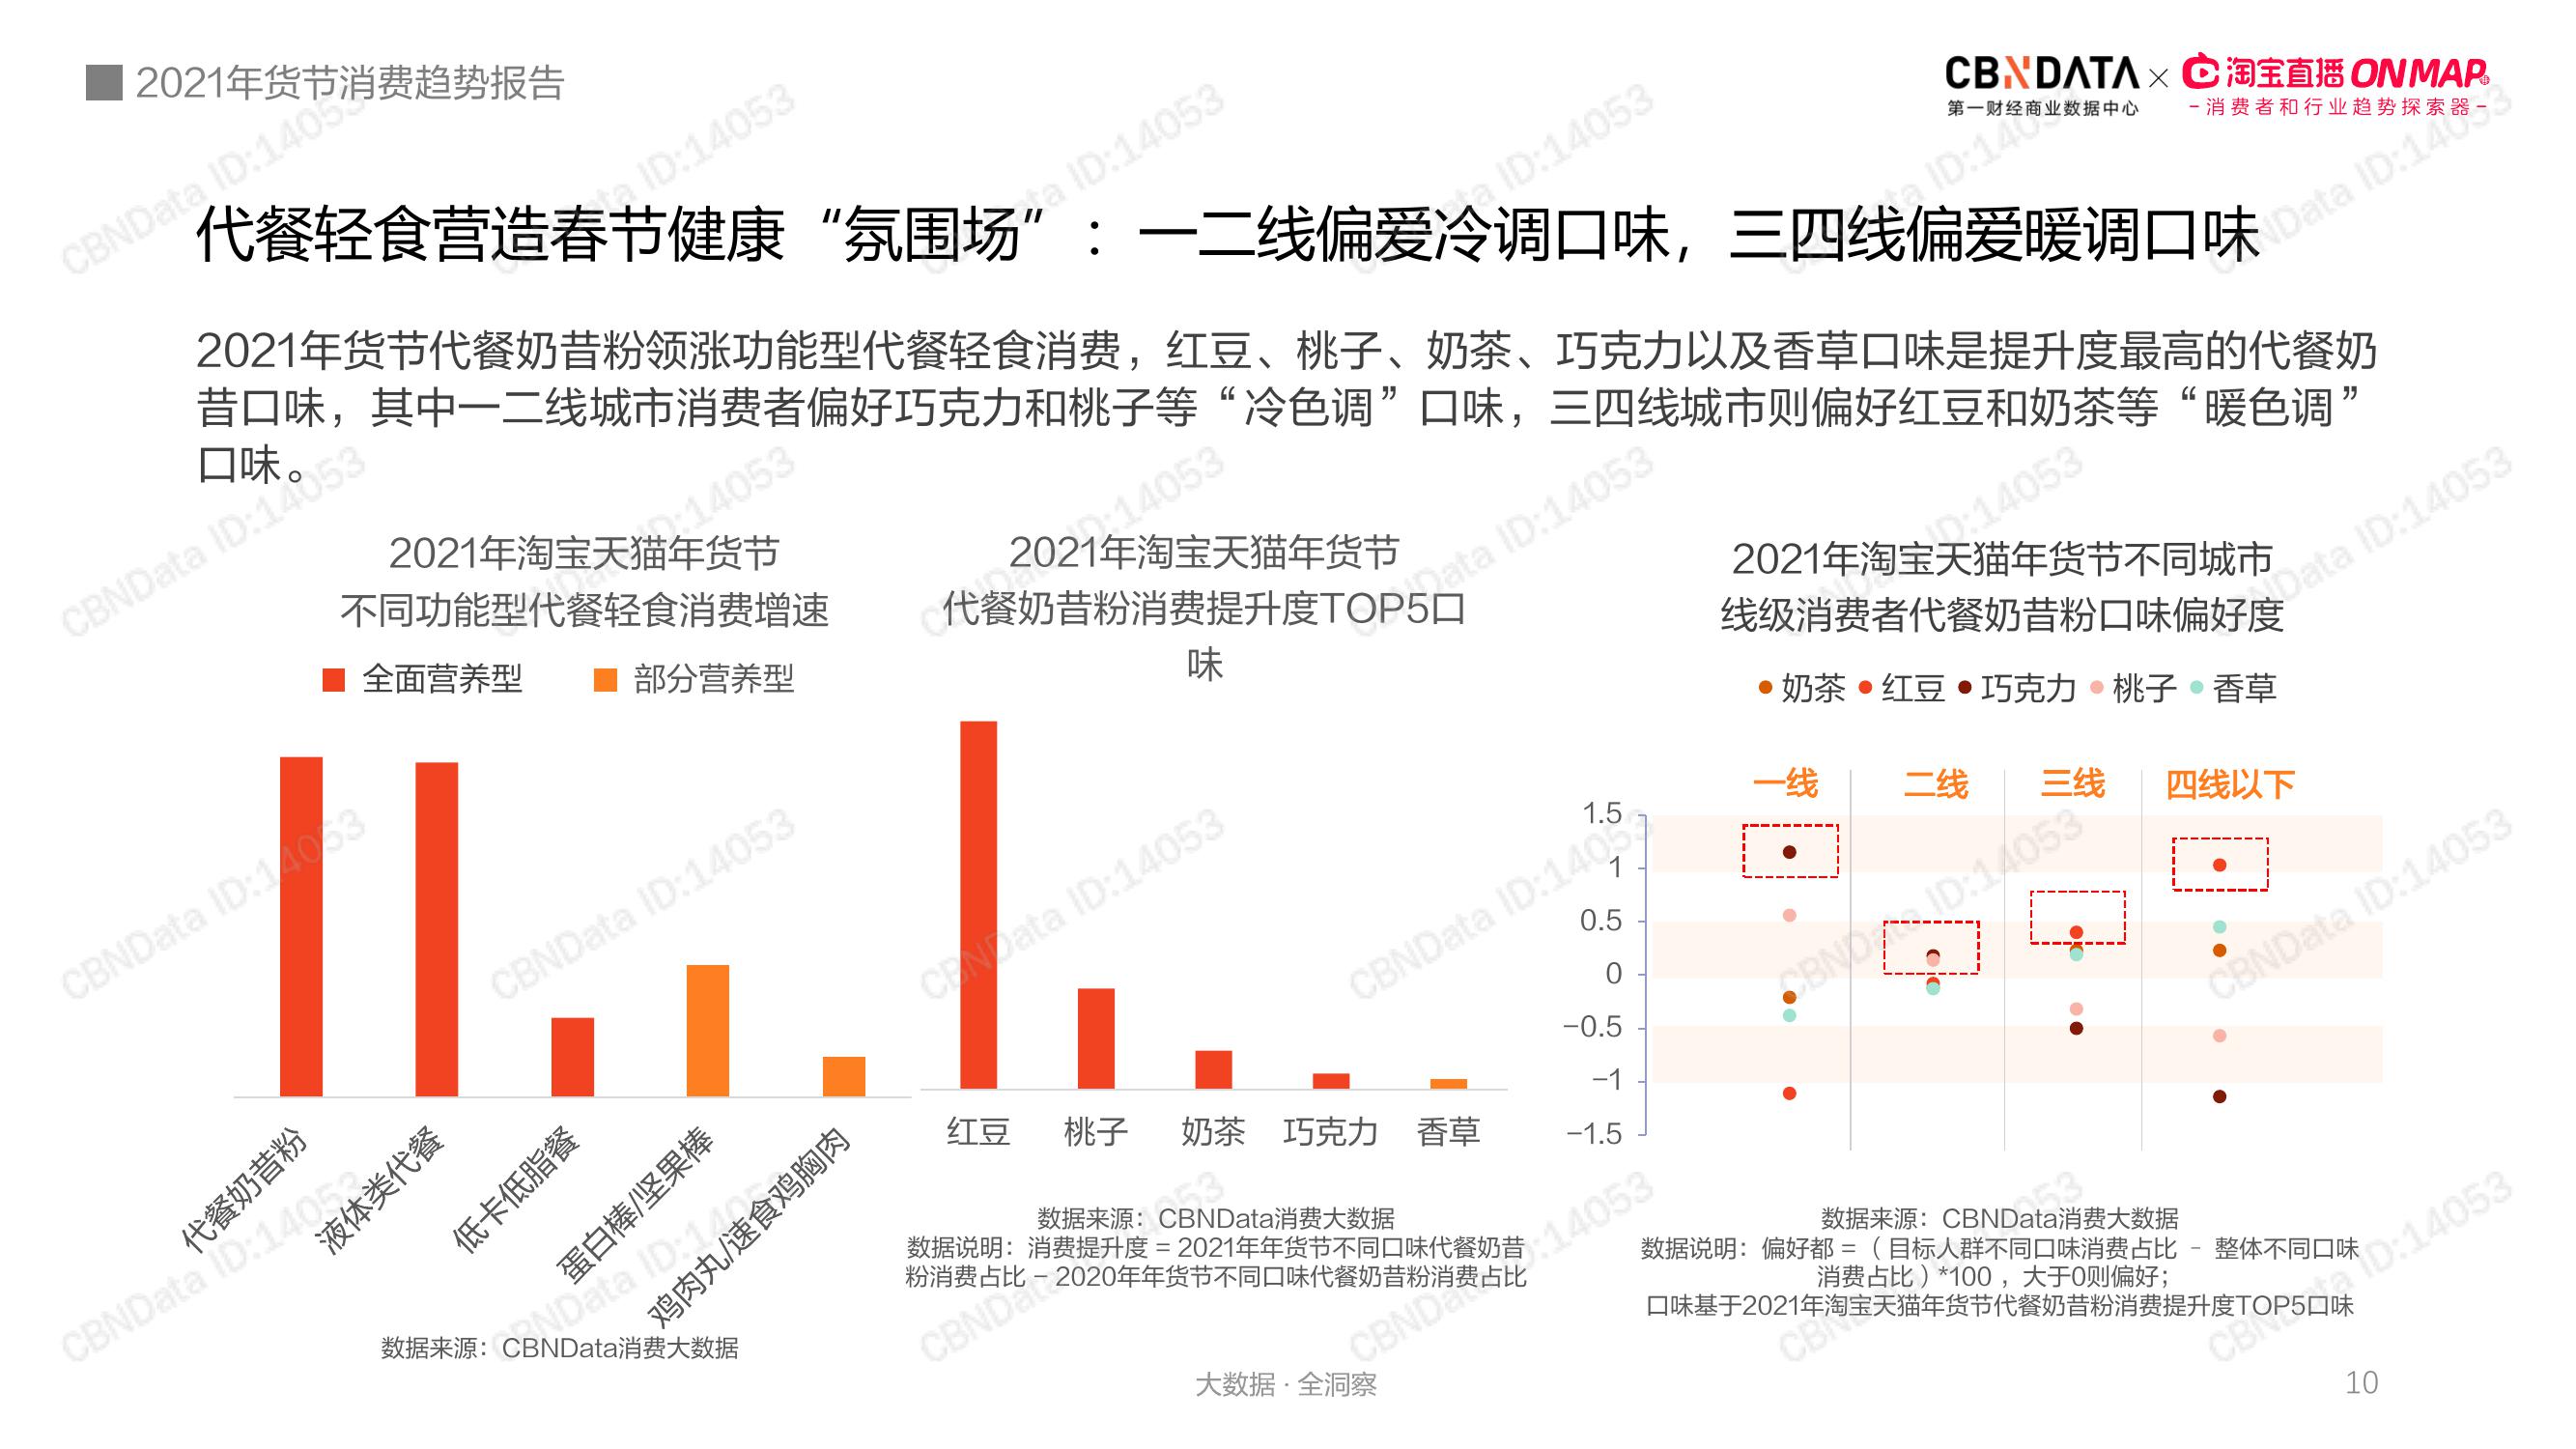 2021年货节消费趋势报告
CBNDATA × 淘宝直播 ON MAP
第一财经商业数据中心 -消费者和行业趋势探索器-
代餐轻食营造春节健康“氛围场”：一二线偏爱冷调口味，三四线偏爱暖调口味
2021年货节代餐奶昔粉领涨功能型代餐轻食消费，红豆、桃子、奶茶、巧克力以及香草口味是提升度最高的代餐奶
昔口味，其中一二线城市消费者偏好巧克力和桃子等“冷色调”口味，三四线城市则偏好红豆和奶茶等“暖色调”
口味。
2021年淘宝天猫年货节
不同功能型代餐轻食消费增速
全面营养型 部分营养型
代餐奶昔粉
液体类代餐
低卡低脂餐
蛋白棒/坚果棒
鸡肉丸/速食鸡胸肉
数据来源：CBNData消费大数据
2021年淘宝天猫年货节
代餐奶昔粉消费提升度TOP5口
味
红豆 桃子 奶茶 巧克力 香草
数据来源：CBNData消费大数据
数据说明：消费提升度 = 2021年年货节不同口味代餐奶昔
粉消费占比 – 2020年年货节不同口味代餐奶昔粉消费占比
2021年淘宝天猫年货节不同城市
线级消费者代餐奶昔粉口味偏好度
奶茶 红豆 巧克力 桃子 香草
一线 二线 三线 四线以下
1.5
1
0.5
0
−0.5
−1
−1.5
数据来源：CBNData消费大数据
数据说明：偏好都 =（目标人群不同口味消费占比 - 整体不同口味
消费占比）*100 ，大于0则偏好；
口味基于2021年淘宝天猫年货节代餐奶昔粉消费提升度TOP5口味
大数据 · 全洞察
10
CBNData ID:14053